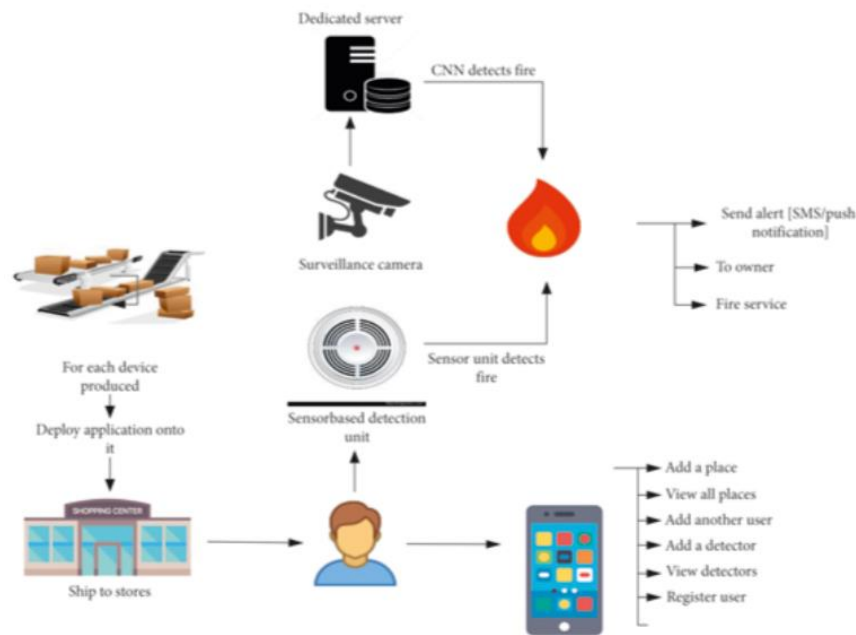 Dedicated server
CNN detects fire
Surveillance camera
Send alert [SMS/push
notification]
To owner
Fire service
Sensor unit detects
fire
For each device
produced
Deploy application onto
it
Sensorbased detection
unit
SHOPPING CENTER
Ship to stores
Add a place
View all places
Add another user
Add a detector
View detectors
Register user